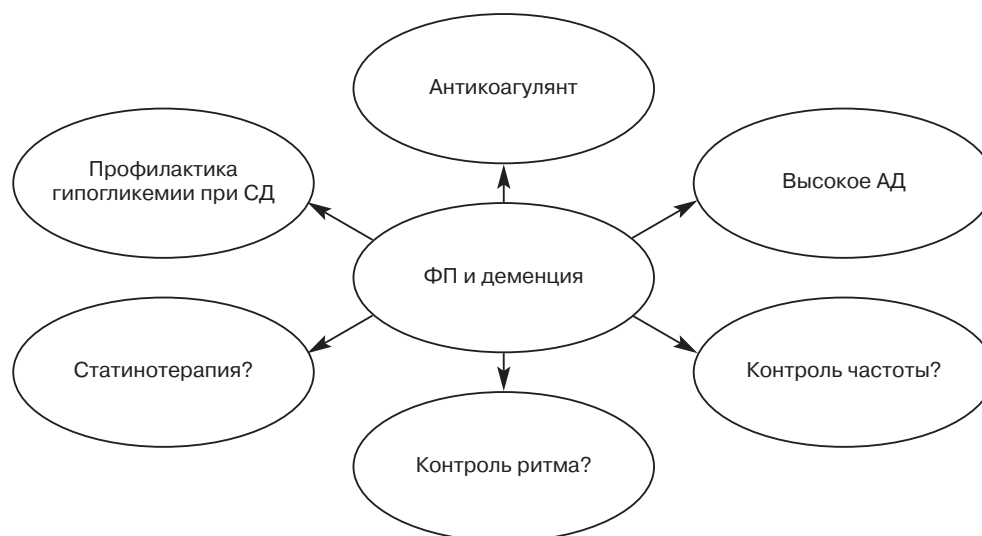 Антикоагулянт
Профилактика
гипогликемии при СД
Высокое АД
ФП и деменция
Статинотерапия?
Контроль частоты?
Контроль ритма?